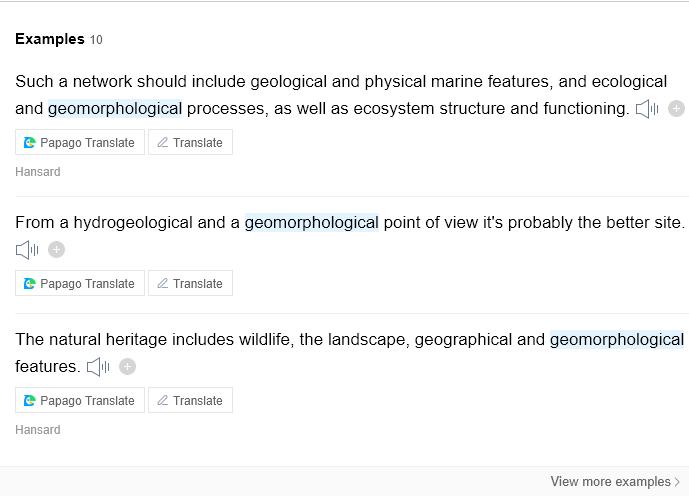 Examples 10
Such a network should include geological and physical marine features, and ecological
and geomorphological processes, as well as ecosystem structure and functioning.
Papago Translate Translate
Hansard
From a hydrogeological and a geomorphological point of view it's probably the better site.
Papago Translate Translate
The natural heritage includes wildlife, the landscape, geographical and geomorphological
features.
Papago Translate Translate
Hansard
View more examples